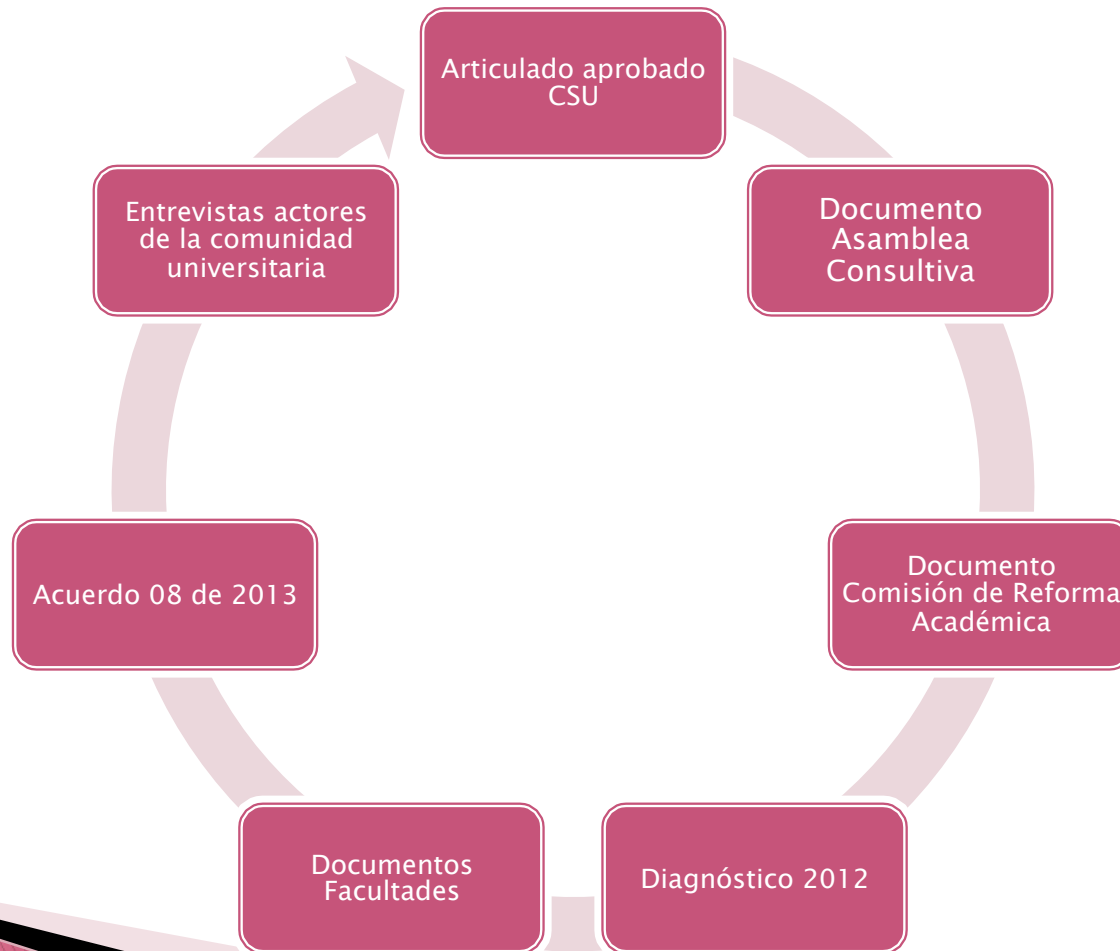 Articulado aprobado
CSU
Documento
Asamblea
Consultiva
Documento
Comisión de Reforma
Académica
Diagnóstico 2012
Documentos
Facultades
Acuerdo 08 de 2013
Entrevistas actores
de la comunidad
universitaria